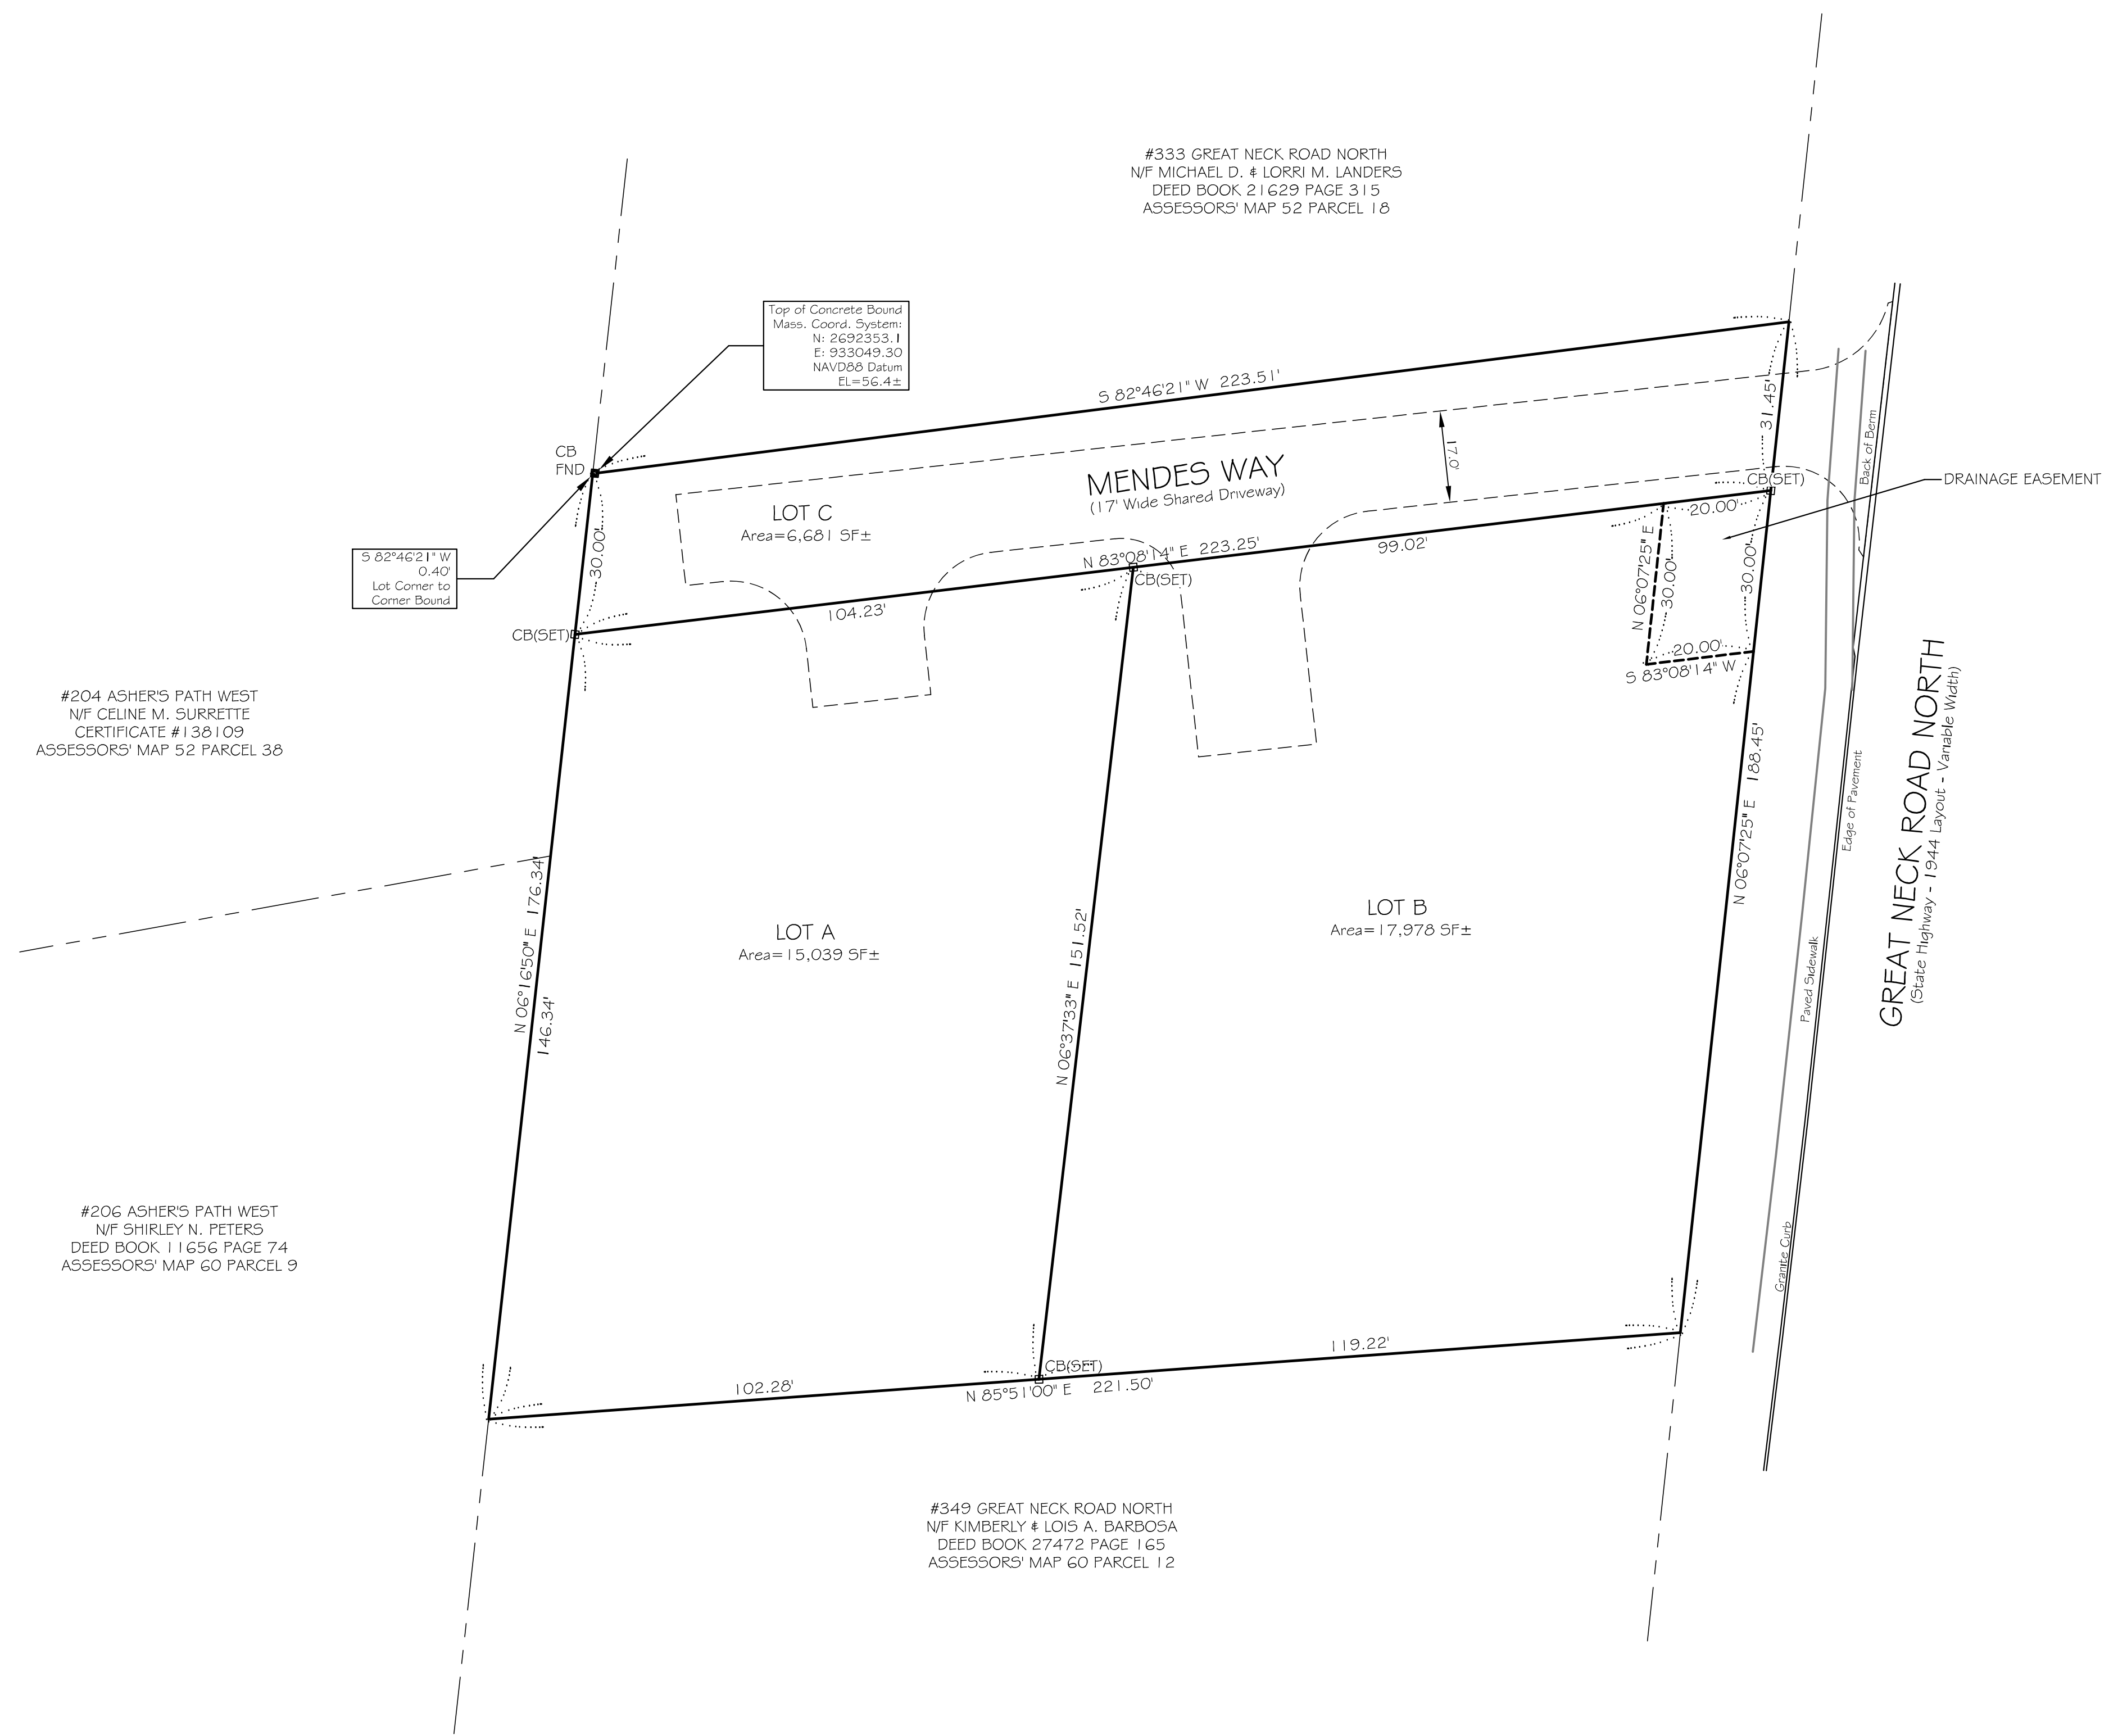 #333 GREAT NECK ROAD NORTH
N/F MICHAEL D. & LORRI M. LANDERS
DEED BOOK 21629 PAGE 315
ASSESSORS' MAP 52 PARCEL 18
Top of Concrete Bound
Mass. Coord. System:
N: 2692353.1
E: 933049.30
NAVD88 Datum
EL=56.4±
S 82°46'21" W 223.51'
31.45'
Back of Berm
CB
FND
MENDES WAY
(17' Wide Shared Driveway)
17.0'
CB(SET)
DRAINAGE EASEMENT
LOT C
Area=6,681 SF±
20.00'
S 82°46'21" W
0.40'
Lot Corner to
Corner Bound
30.00'
N 83°08'14" E 223.25'
99.02'
CB(SET)
N 06°07'25" E
30.00'
30.00'
104.23'
CB(SET)
20.00'
S 83°08'14" W
#204 ASHER'S PATH WEST
N/F CELINE M. SURRETTE
CERTIFICATE #138109
ASSESSORS' MAP 52 PARCEL 38
N 06°07'25" E 188.45'
Edge of Pavement
GREAT NECK ROAD NORTH
(State Highway - 1944 Layout - Variable Width)
N 06°16'50" E 176.34'
146.34'
LOT A
Area=15,039 SF±
N 06°37'33" E 151.52'
LOT B
Area=17,978 SF±
Paved Sidewalk
#206 ASHER'S PATH WEST
N/F SHIRLEY N. PETERS
DEED BOOK 11656 PAGE 74
ASSESSORS' MAP 60 PARCEL 9
Granite Curb
119.22'
CB(SET)
102.28'
N 85°51'00" E 221.50'
#349 GREAT NECK ROAD NORTH
N/F KIMBERLY & LOIS A. BARBOSA
DEED BOOK 27472 PAGE 165
ASSESSORS' MAP 60 PARCEL 12